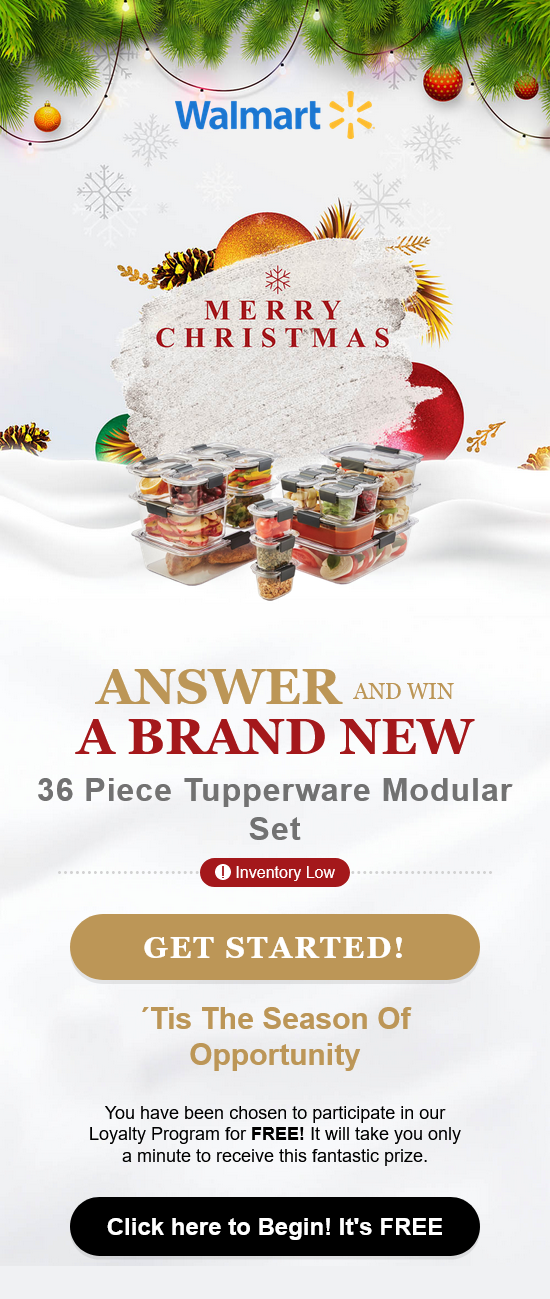 Walmart
MERRY
CHRISTMAS
ANSWER AND WIN
A BRAND NEW
36 Piece Tupperware Modular
Set
! Inventory Low
GET STARTED!
´Tis The Season Of
Opportunity
You have been chosen to participate in our
Loyalty Program for FREE! It will take you only
a minute to receive this fantastic prize.
Click here to Begin! It's FREE